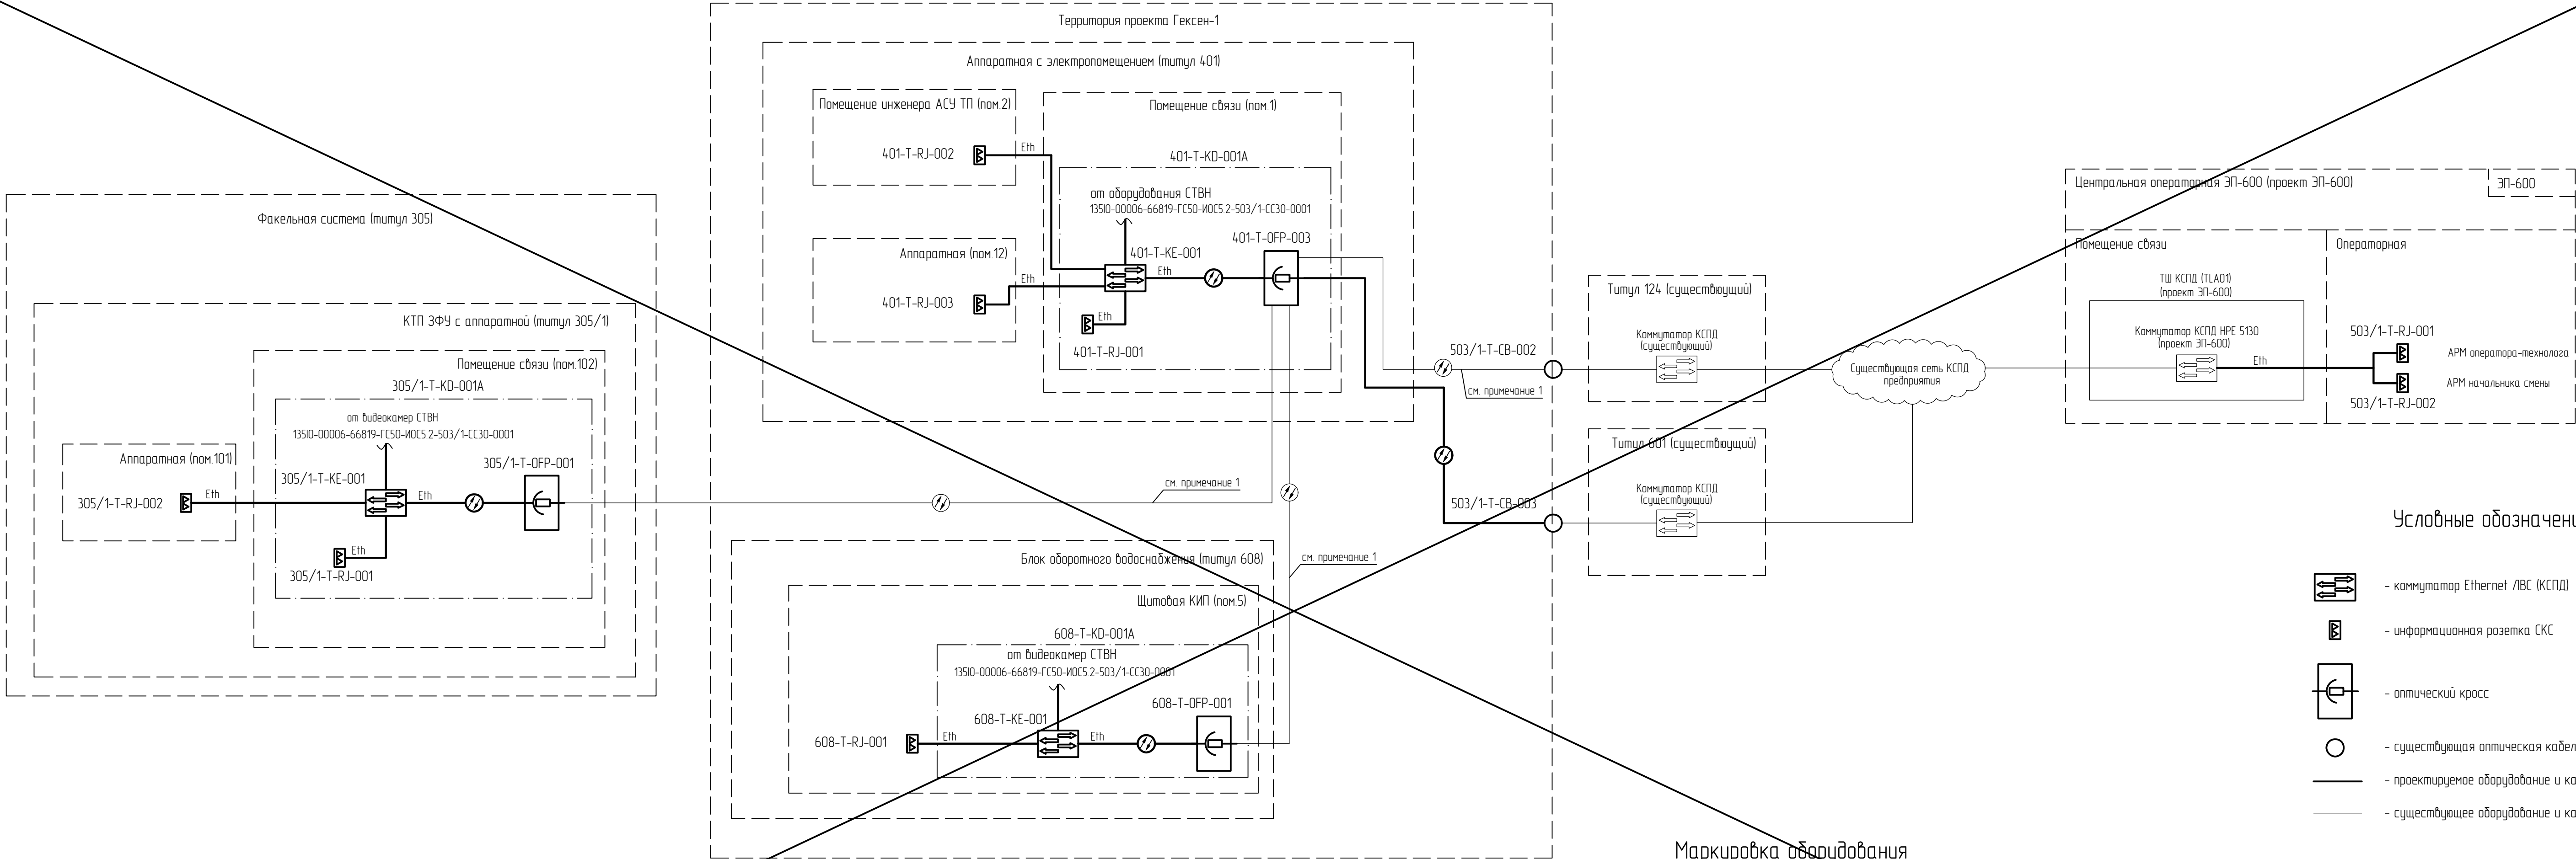 Территория проекта Гексен-1
Аппаратная с электропомещением (титул 401)
Помещение инженера АСУ ТП (пом.2)
401-T-RJ-002
Eth
Аппаратная (пом.12)
401-T-RJ-003
Eth
Помещение связи (пом.1)
401-T-KD-001A
от оборудования СТВН
13510-00006-66819-ГС50-ИОС5.2-503/1-СС30-0001
401-T-KE-001
Eth
401-T-OFP-003
Eth
401-T-RJ-001
Факельная система (титул 305)
КТП ЗФУ с аппаратной (титул 305/1)
Помещение связи (пом.102)
305/1-T-KD-001A
от видеокамер СТВН
13510-00006-66819-ГС50-ИОС5.2-503/1-СС30-0001
Аппаратная (пом.101)
305/1-T-RJ-002
Eth
305/1-T-KE-001
Eth
305/1-T-OFP-001
Eth
305/1-T-RJ-001
см. примечание 1
Блок оборотного водоснабжения (титул 608)
Щитовая КИП (пом.5)
608-T-KD-001A
от видеокамер СТВН
13510-00006-66819-ГС50-ИОС5.2-503/1-СС30-0001
608-T-RJ-001
Eth
608-T-KE-001
Eth
608-T-OFP-001
см. примечание 1
503/1-T-CB-002
см. примечание 1
503/1-T-CB-003
Титул 124 (существующий)
Коммутатор КСПД
(существующий)
Титул 601 (существующий)
Коммутатор КСПД
(существующий)
Существующая сеть КСПД
предприятия
Центральная операторная ЭП-600 (проект ЭП-600)
ЭП-600
Помещение связи
ТШ КСПД (TLA01)
(проект ЭП-600)
Коммутатор КСПД HPE 5130
(проект ЭП-600)
Eth
Операторная
503/1-T-RJ-001
АРМ оператора-технолога
АРМ начальника смены
503/1-T-RJ-002
Условные обозначени
- коммутатор Ethernet ЛВС (КСПД)
- информационная розетка СКС
- оптический кросс
- существующая оптическая кабел
- проектируемое оборудование и ка
- существующее оборудование и ка
Маркировка оборудования